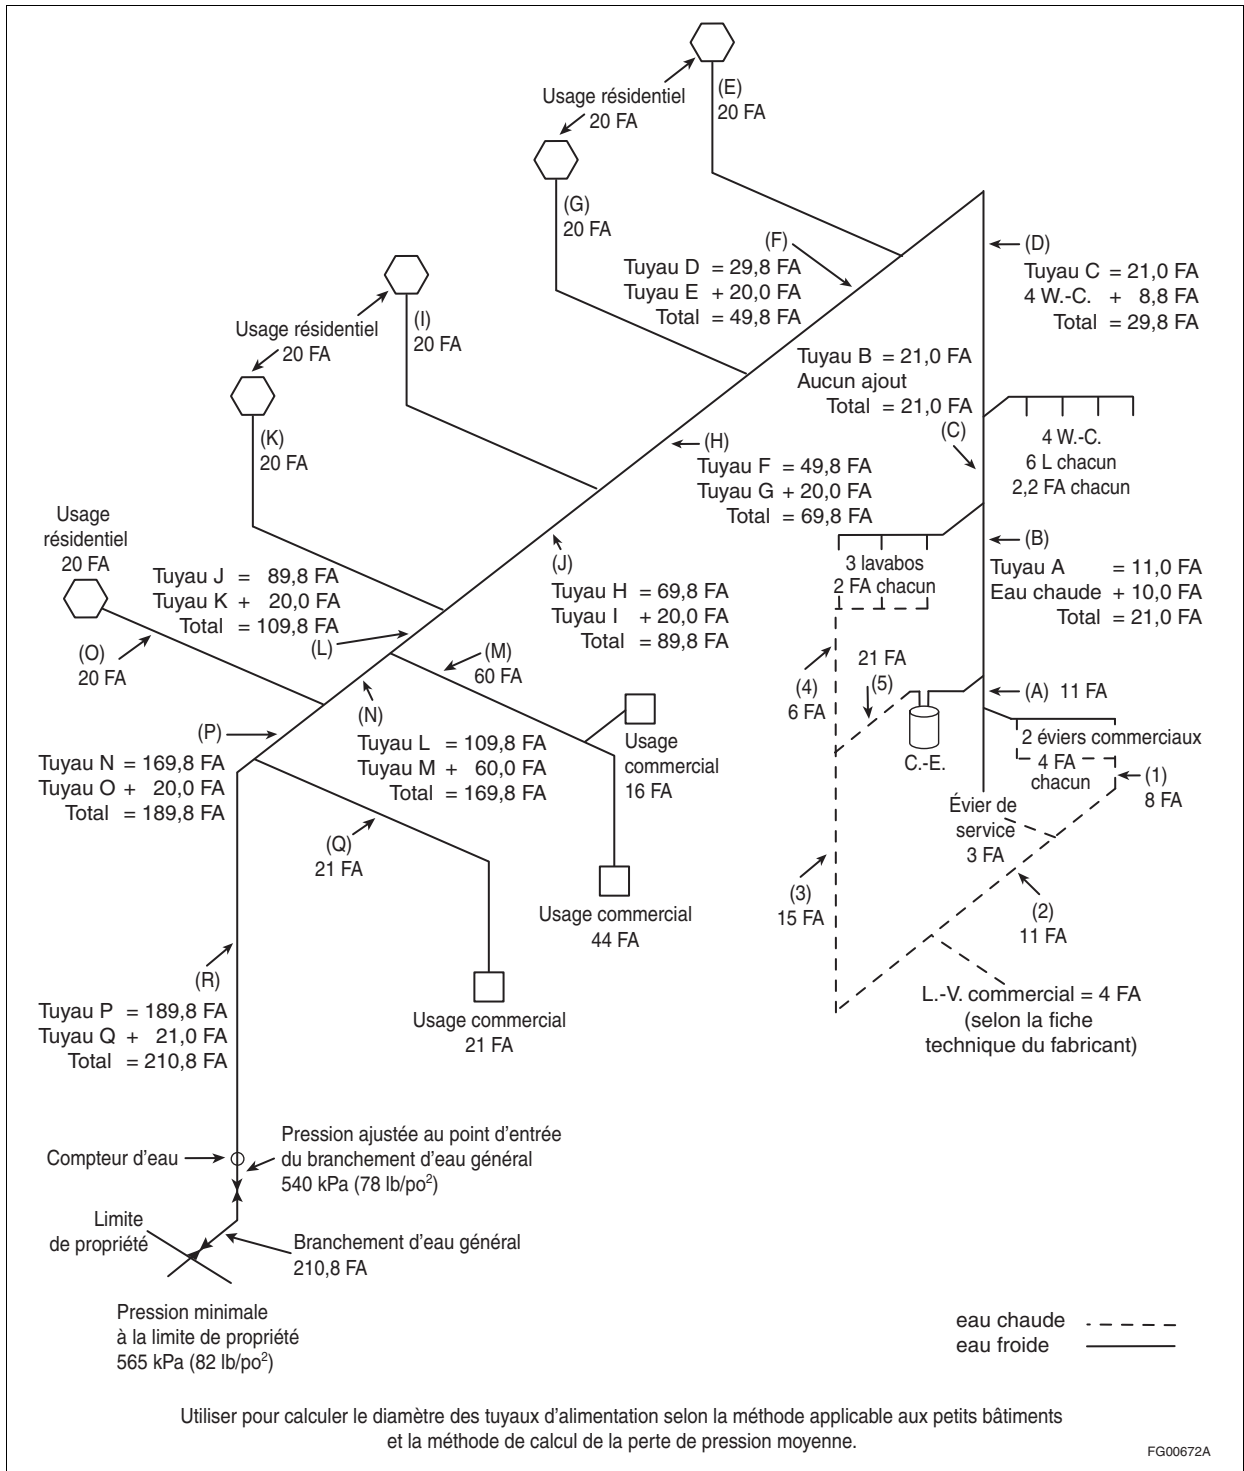 (E)
20 FA
Usage résidentiel
20 FA
(G)
20 FA
(F)
Tuyau D = 29,8 FA
Tuyau E + 20,0 FA
Total = 49,8 FA
(D)
Tuyau C = 21,0 FA
4 W.-C. + 8,8 FA
Total = 29,8 FA
(I)
20 FA
Usage résidentiel
20 FA
(K)
20 FA
Tuyau B = 21,0 FA
Aucun ajout
Total = 21,0 FA
(C)
4 W.-C.
6 L chacun
2,2 FA chacun
(H)
Tuyau F = 49,8 FA
Tuyau G + 20,0 FA
Total = 69,8 FA
Usage
résidentiel
20 FA
(B)
Tuyau A = 11,0 FA
Eau chaude + 10,0 FA
Total = 21,0 FA
3 lavabos
2 FA chacun
(J)
Tuyau H = 69,8 FA
Tuyau I + 20,0 FA
Total = 89,8 FA
Tuyau J = 89,8 FA
Tuyau K + 20,0 FA
Total = 109,8 FA
(L)
(O)
20 FA
(M)
60 FA
21 FA
(5)
(4)
6 FA
(A) 11 FA
(N)
Tuyau L = 109,8 FA
Tuyau M + 60,0 FA
Total = 169,8 FA
Usage
commercial
16 FA
C.-E.
2 éviers commerciaux
4 FA
chacun
(1)
8 FA
(P)
Tuyau N = 169,8 FA
Tuyau O + 20,0 FA
Total = 189,8 FA
Évier de
service
3 FA
(Q)
21 FA
(3)
15 FA
(2)
11 FA
Usage commercial
44 FA
(R)
Tuyau P = 189,8 FA
Tuyau Q + 21,0 FA
Total = 210,8 FA
L.-V. commercial = 4 FA
(selon la fiche
technique du fabricant)
Usage commercial
21 FA
Compteur d'eau
Pression ajustée au point d'entrée
du branchement d'eau général
540 kPa (78 lb/po²)
Limite
de propriété
Branchement d'eau général
210,8 FA
Pression minimale
à la limite de propriété
565 kPa (82 lb/po²)
eau chaude
eau froide
Utiliser pour calculer le diamètre des tuyaux d'alimentation selon la méthode applicable aux petits bâtiments
et la méthode de calcul de la perte de pression moyenne.
FG00672A